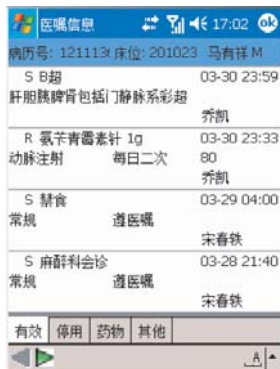 医嘱信息 17:02 ok
病历号: 121113( 床位: 201023 马有祥 M
S B超 03-30 23:59
肝胆胰脾肾包括门静脉系彩超
乔凯
R 氨苄青霉素针 1g 03-30 23:33
动脉注射 每日二次 80
乔凯
S 禁食 03-29 04:00
常规 遵医嘱
宋春轶
S 麻醉科会诊 03-28 21:40
常规 遵医嘱
宋春轶
有效 停用 药物 其他
A